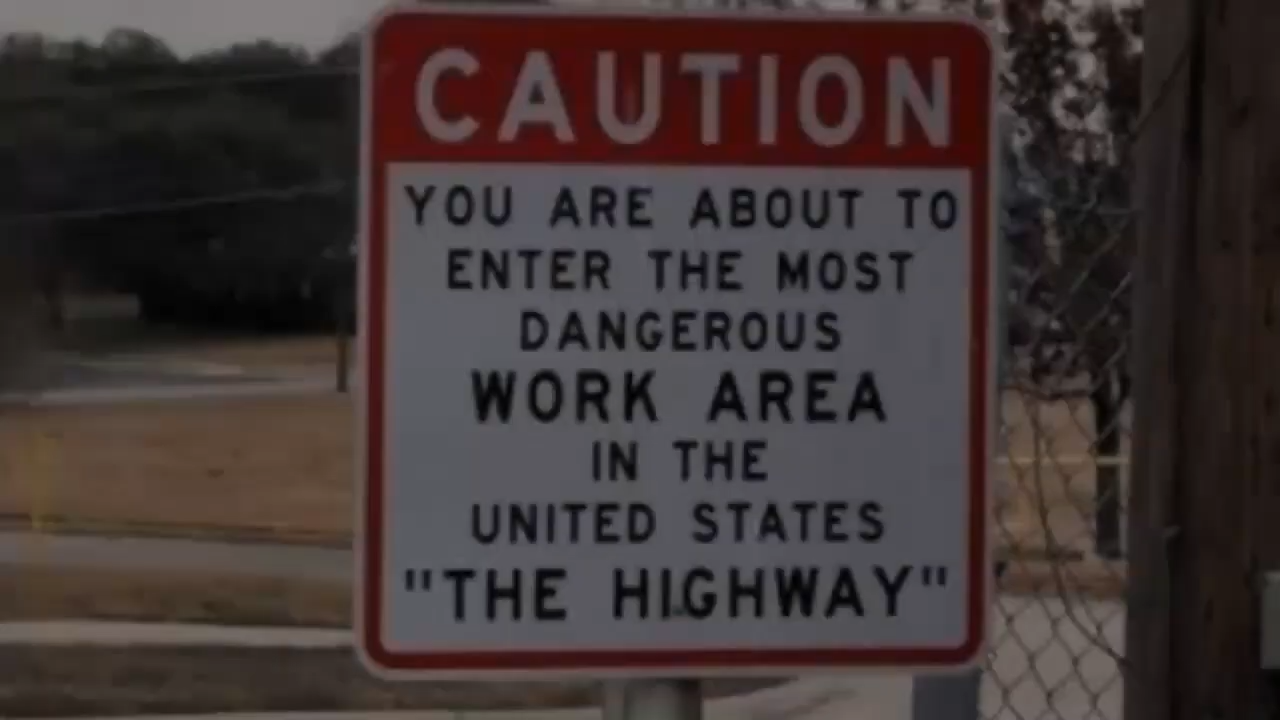 CAUTION
YOU ARE ABOUT TO
ENTER THE MOST
DANGEROUS
WORK AREA
IN THE
UNITED STATES
"THE HIGHWAY"